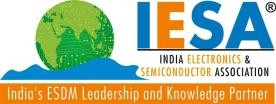 IESA®
INDIA ELECTRONICS &
SEMICONDUCTOR ASSOCIATION
India's ESDM Leadership and Knowledge Partner